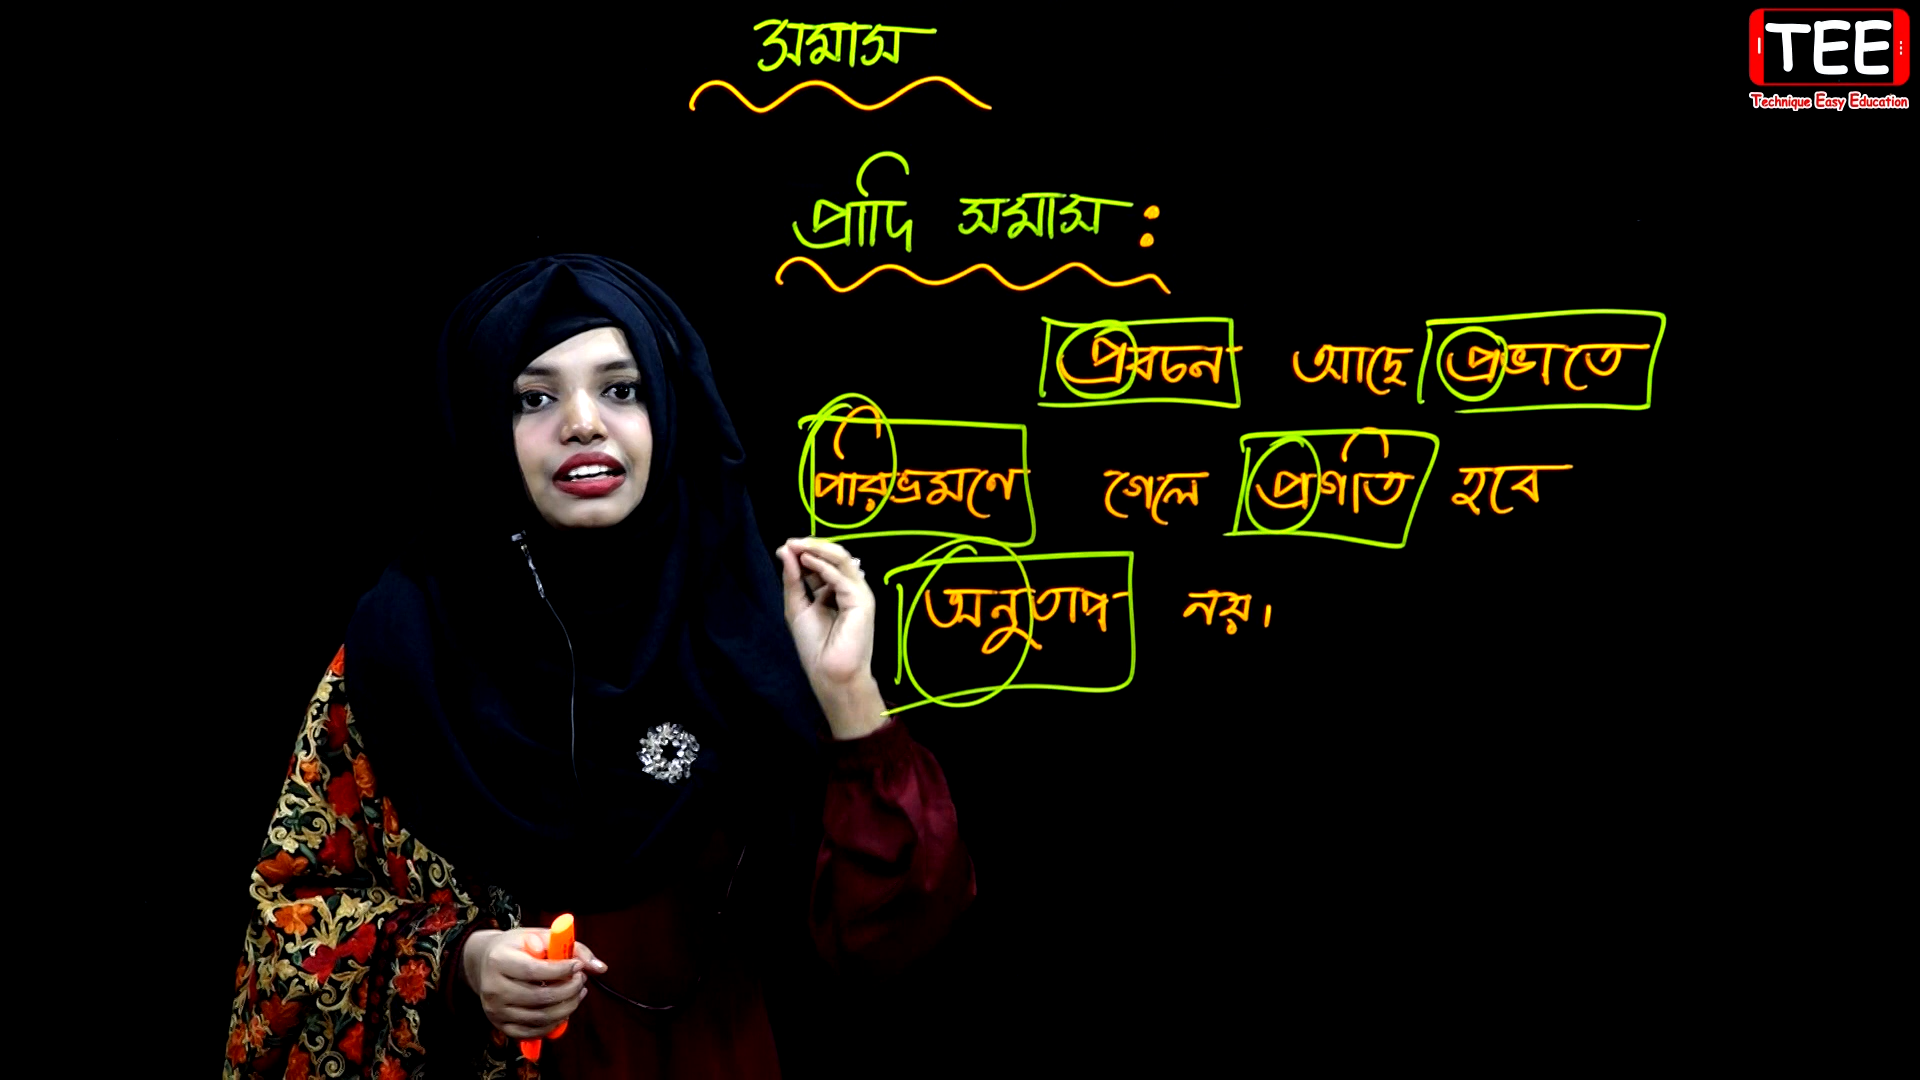 সমাস
TEE
Technique Easy Education
প্রাদি সমাস :
প্রবচন আছে প্রভাতে
পরিভ্রমণে গেলে প্রগতি হবে
অনুতাপ নয়।